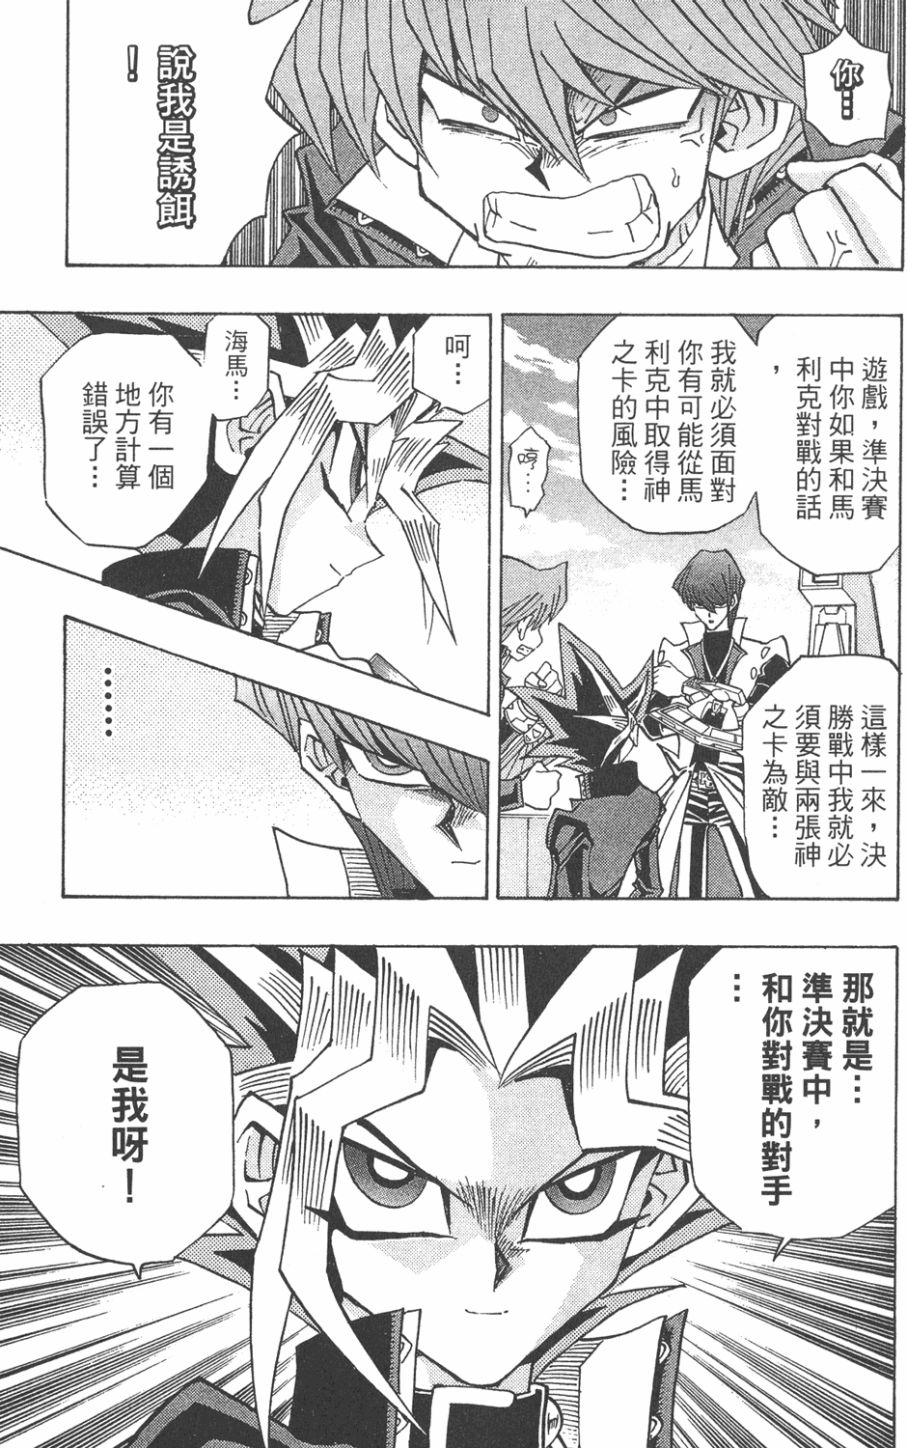 你…
說我是誘餌
！
遊戲，準決賽
中你如果和馬
利克對戰的話
，
我就必須面對
你有可能從馬
利克中取得神
之卡的風險…
哼…
這樣一來，決
勝戰中我就必
須要與兩張神
之卡為敵…
呵…
海馬…
你有一個
地方計算
錯誤了…
……
那就是…
準決賽中，
和你對戰的對手
…
是我呀！